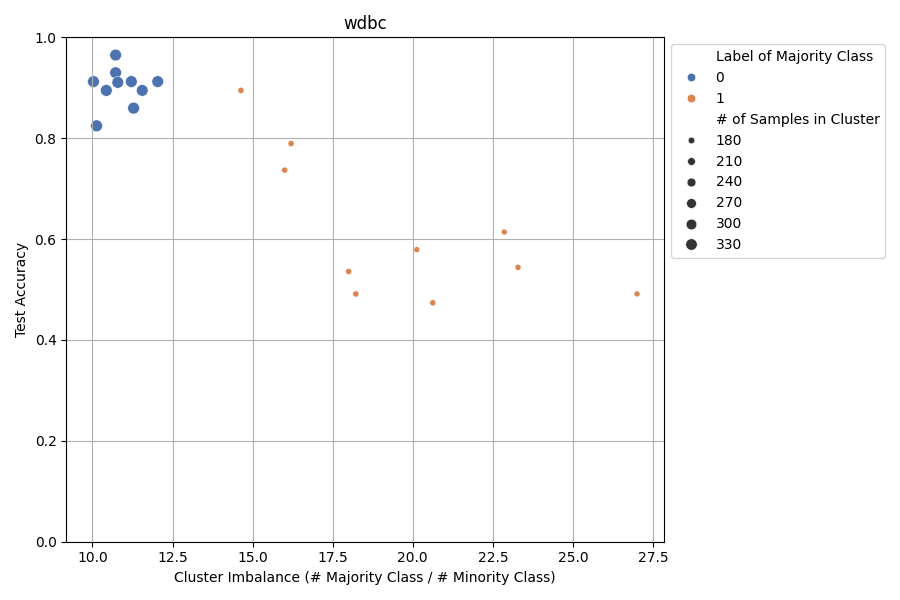 wdbc
1.0
0.8
0.6
0.4
0.2
0.0
Test Accuracy
10.0 12.5 15.0 17.5 20.0 22.5 25.0 27.5
Cluster Imbalance (# Majority Class / # Minority Class)
Label of Majority Class
0
1
# of Samples in Cluster
180
210
240
270
300
330